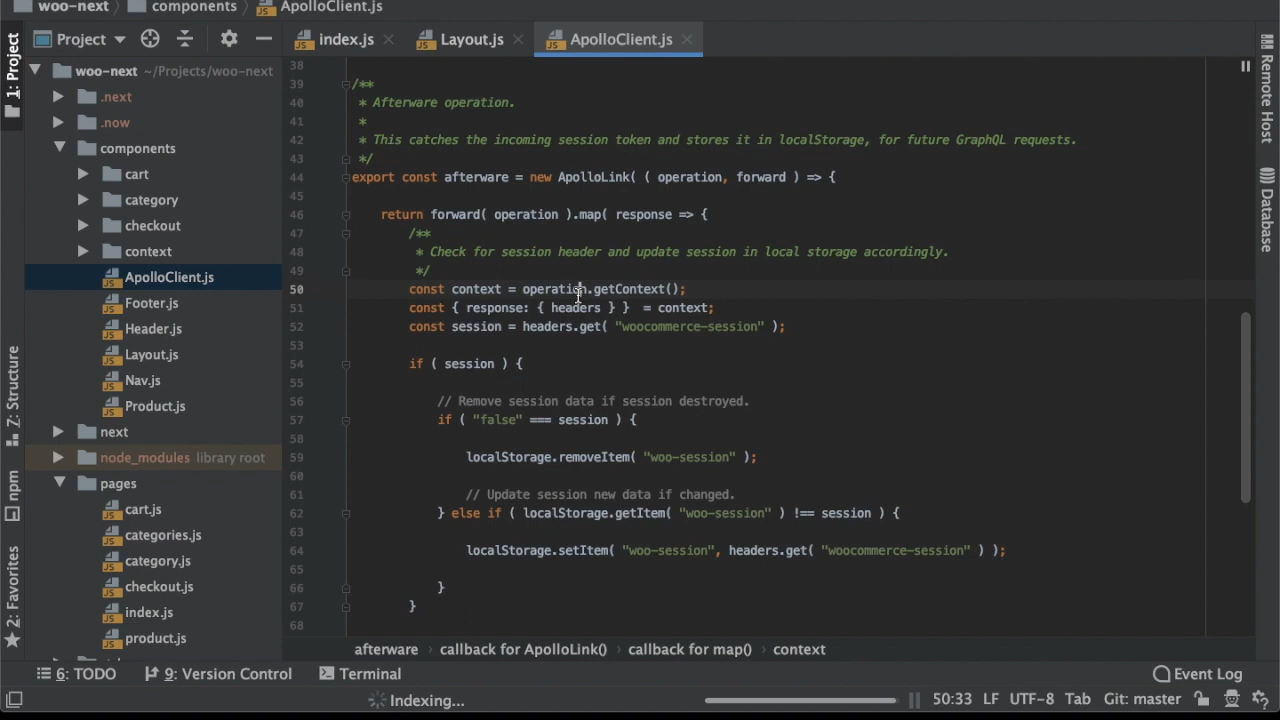 woo-next components ApolloClient.js
Project index.js Layout.js ApolloClient.js
1: Project
Z: Structure
npm
2: Favorites
woo-next ~/Projects/woo-next
.next
.now
components
cart
category
checkout
context
ApolloClient.js
Footer.js
Header.js
Layout.js
Nav.js
Product.js
next
node_modules library root
pages
cart.js
categories.js
category.js
checkout.js
index.js
product.js
38
39 /**
40 * Afterware operation.
41 *
42 * This catches the incoming session token and stores it in localStorage, for future GraphQL requests.
43 */
44 export const afterware = new ApolloLink( ( operation, forward ) => {
45
46 return forward( operation ).map( response => {
47 /**
48 * Check for session header and update session in local storage accordingly.
49 */
50 const context = operation.getContext();
51 const { response: { headers } } = context;
52 const session = headers.get( "woocommerce-session" );
53
54 if ( session ) {
55
56 // Remove session data if session destroyed.
57 if ( "false" === session ) {
58
59 localStorage.removeItem( "woo-session" );
60
61 // Update session new data if changed.
62 } else if ( localStorage.getItem( "woo-session" ) !== session ) {
63
64 localStorage.setItem( "woo-session", headers.get( "woocommerce-session" ) );
65
66 }
67 }
68
Remote Host
Database
afterware callback for ApolloLink() callback for map() context
6: TODO 9: Version Control Terminal Event Log
Indexing... 50:33 LF UTF-8 Tab Git: master